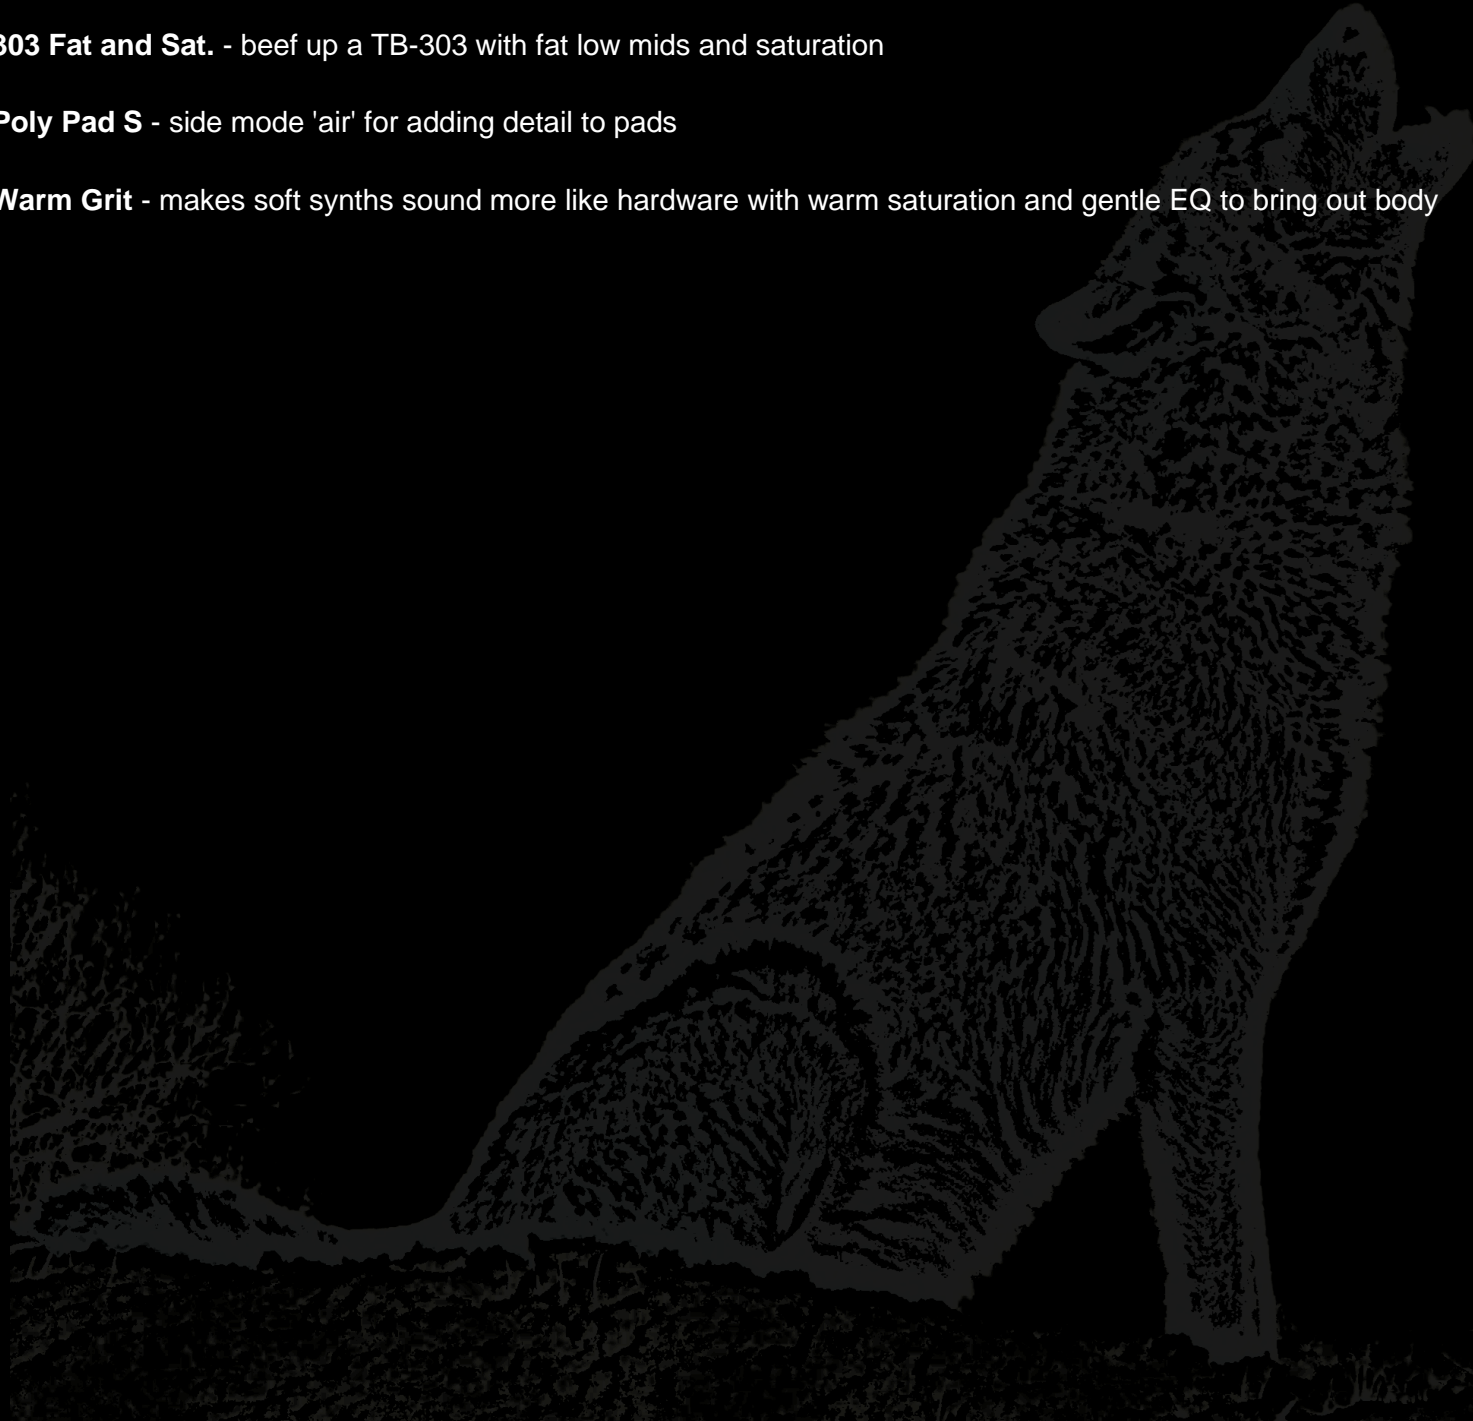 303 Fat and Sat. - beef up a TB-303 with fat low mids and saturation
Poly Pad S - side mode 'air' for adding detail to pads
Warm Grit - makes soft synths sound more like hardware with warm saturation and gentle EQ to bring out body